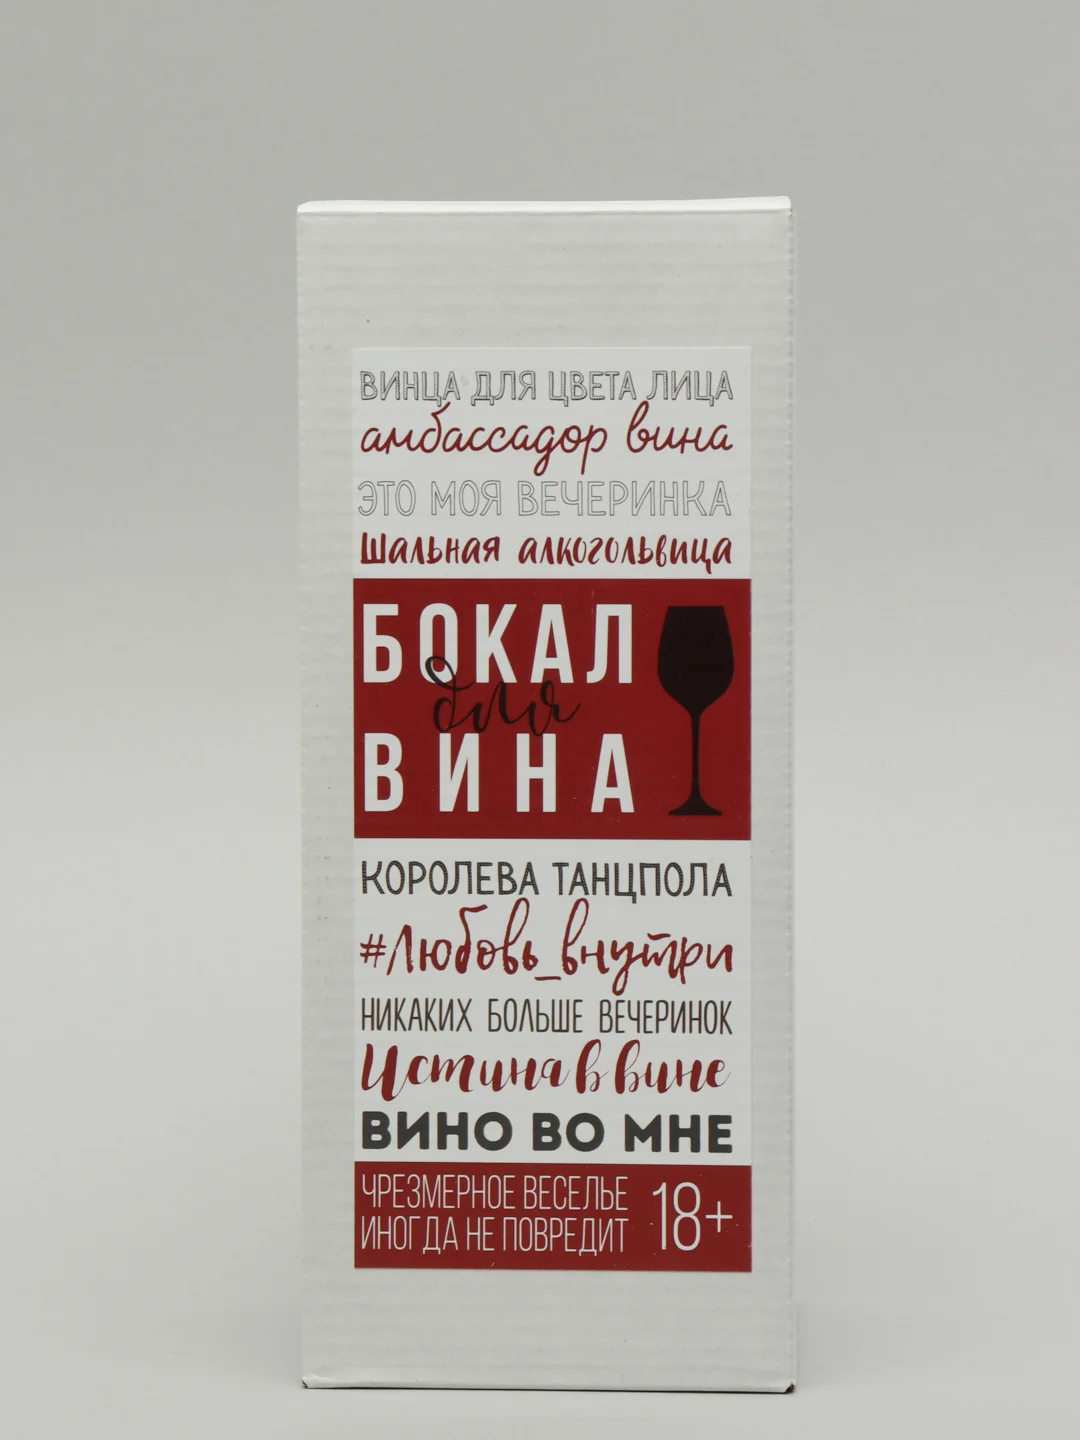 ВИНЦА ДЛЯ ЦВЕТА ЛИЦА
амбассадор вина
ЭТО МОЯ ВЕЧЕРИНКА
Шальная алкогольвица
БОКАЛ
для
ВИНА
КОРОЛЕВА ТАНЦПОЛА
#Любовь_внутри
НИКАКИХ БОЛЬШЕ ВЕЧЕРИНОК
Истина в вине
ВИНО ВО МНЕ
ЧРЕЗМЕРНОЕ ВЕСЕЛЬЕ
ИНОГДА НЕ ПОВРЕДИТ
18+